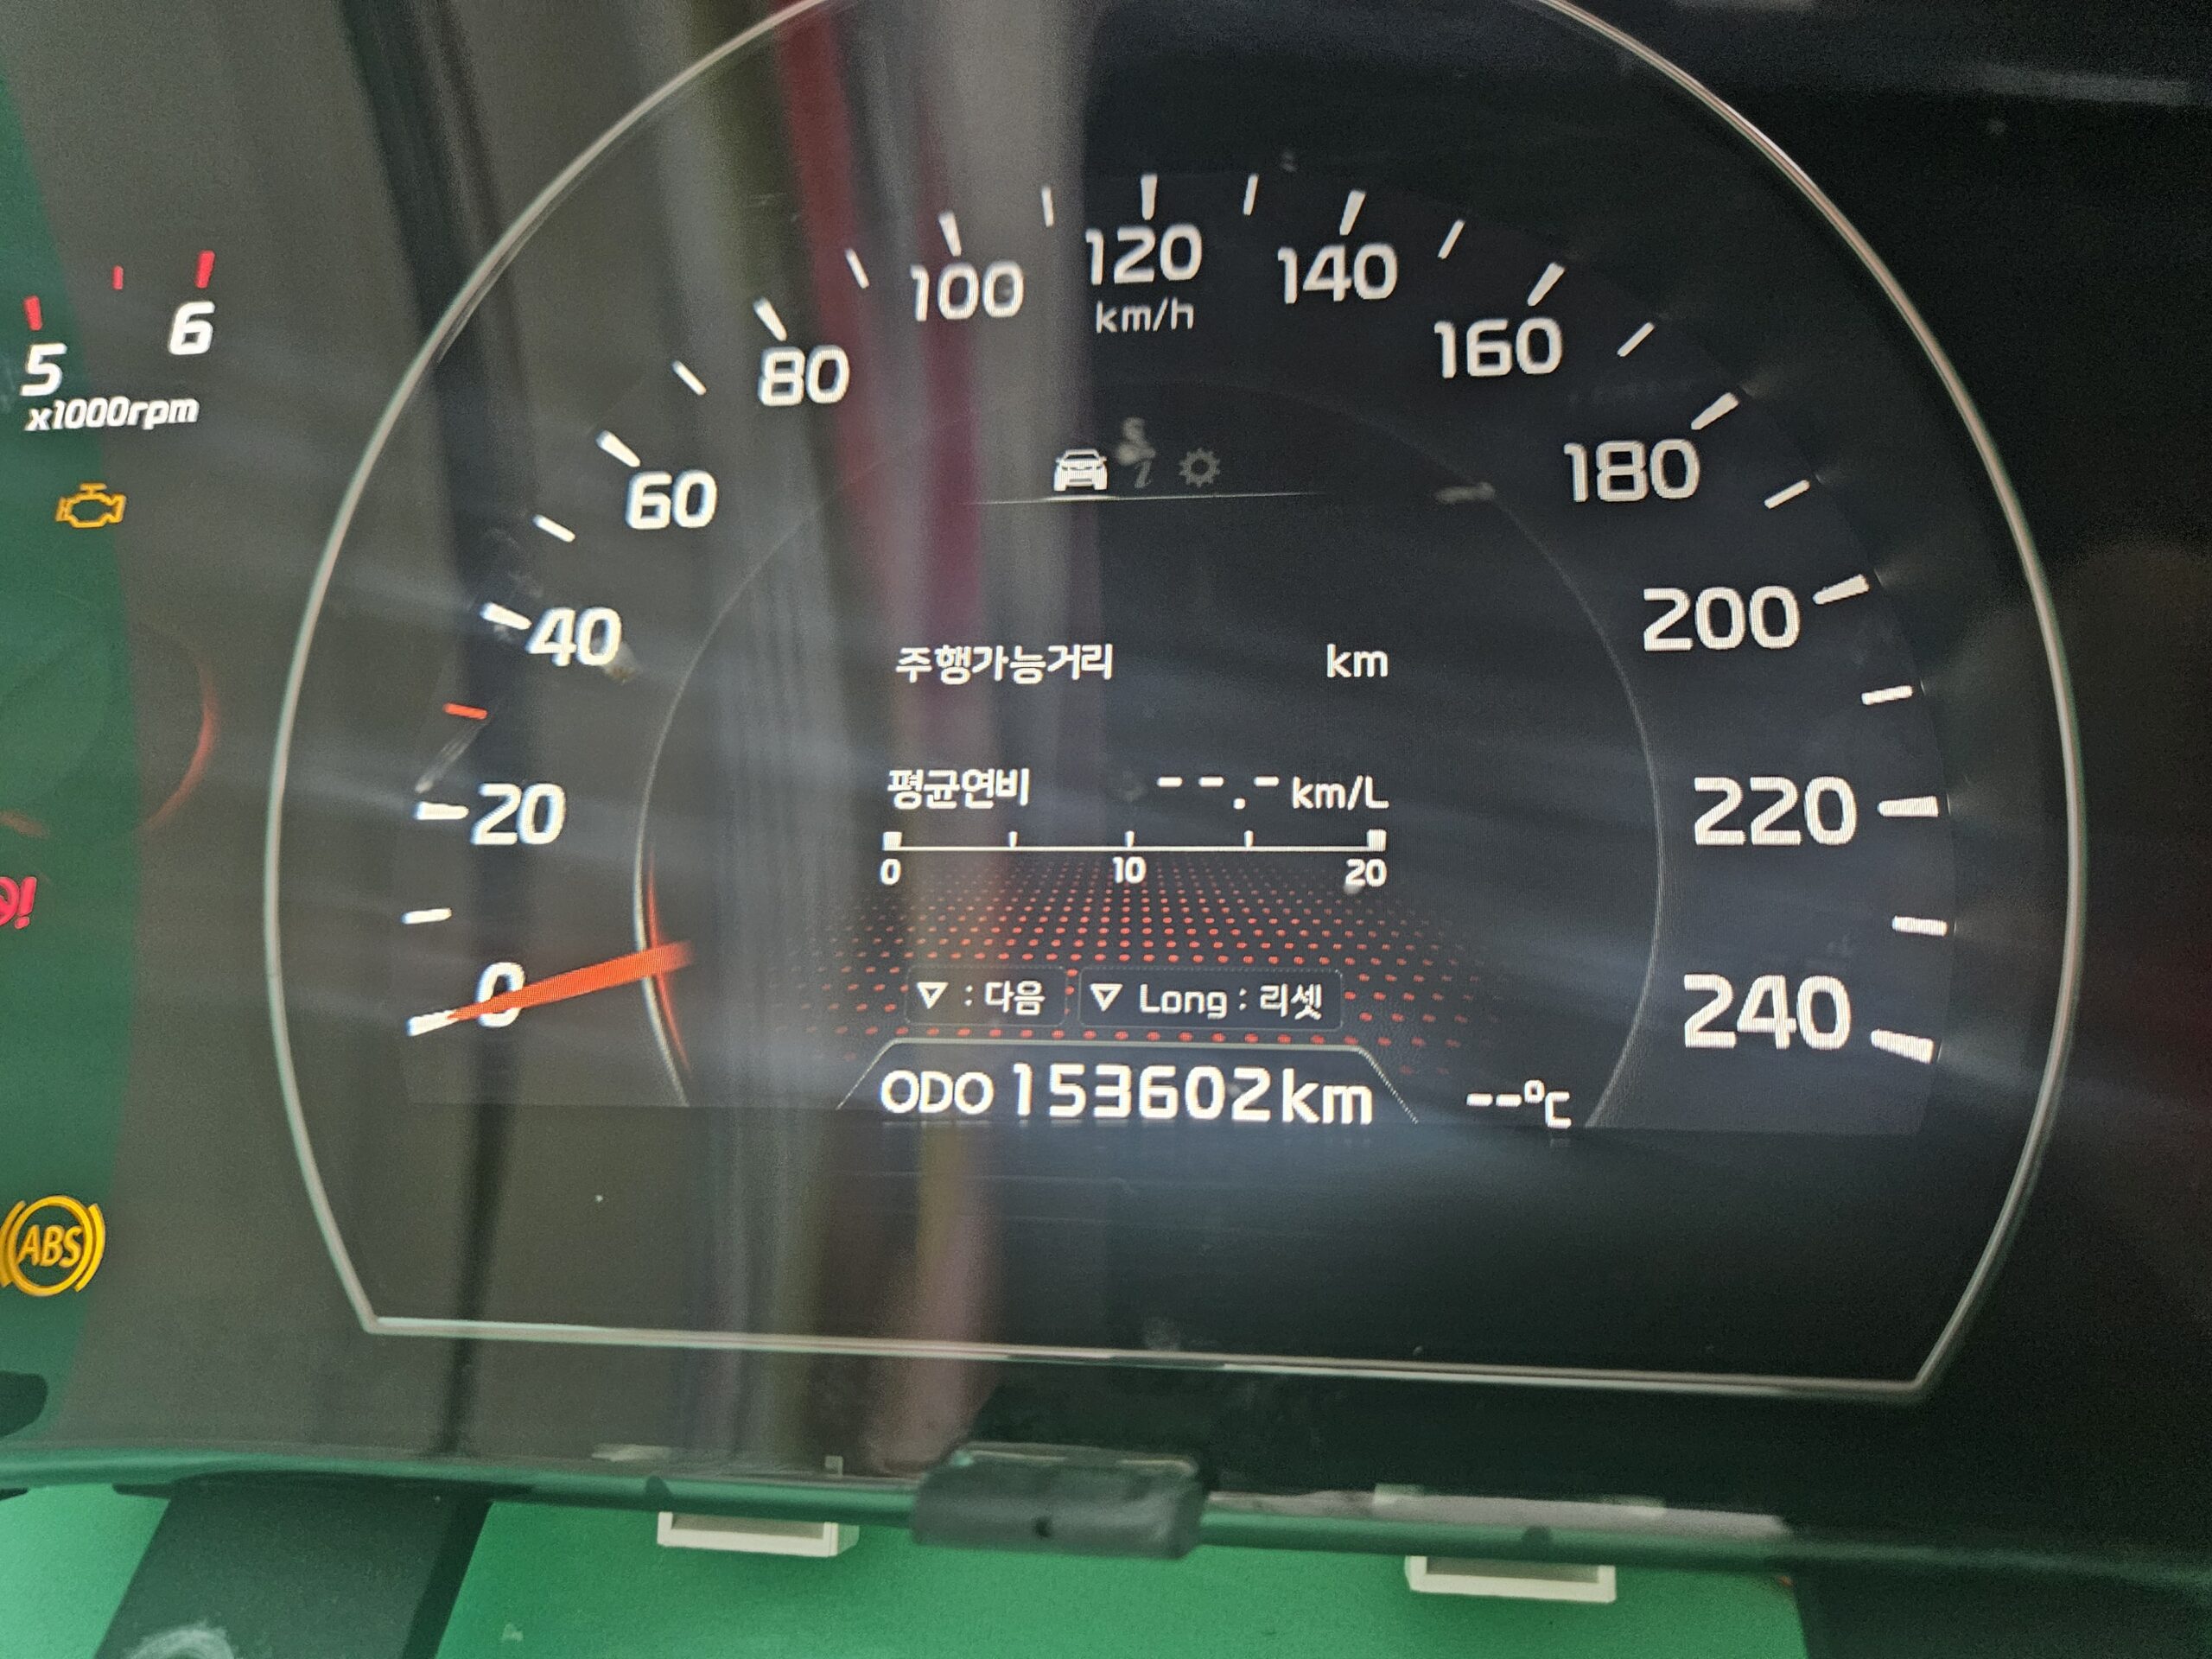 5 6
x1000rpm
0 20 40 60 80 100 120 140 160 180 200 220 240
km/h
주행가능거리 km
평균연비 --.- km/L
0 10 20
▽ : 다음 ▽ Long : 리셋
ODO 153602 km --°C
ABS